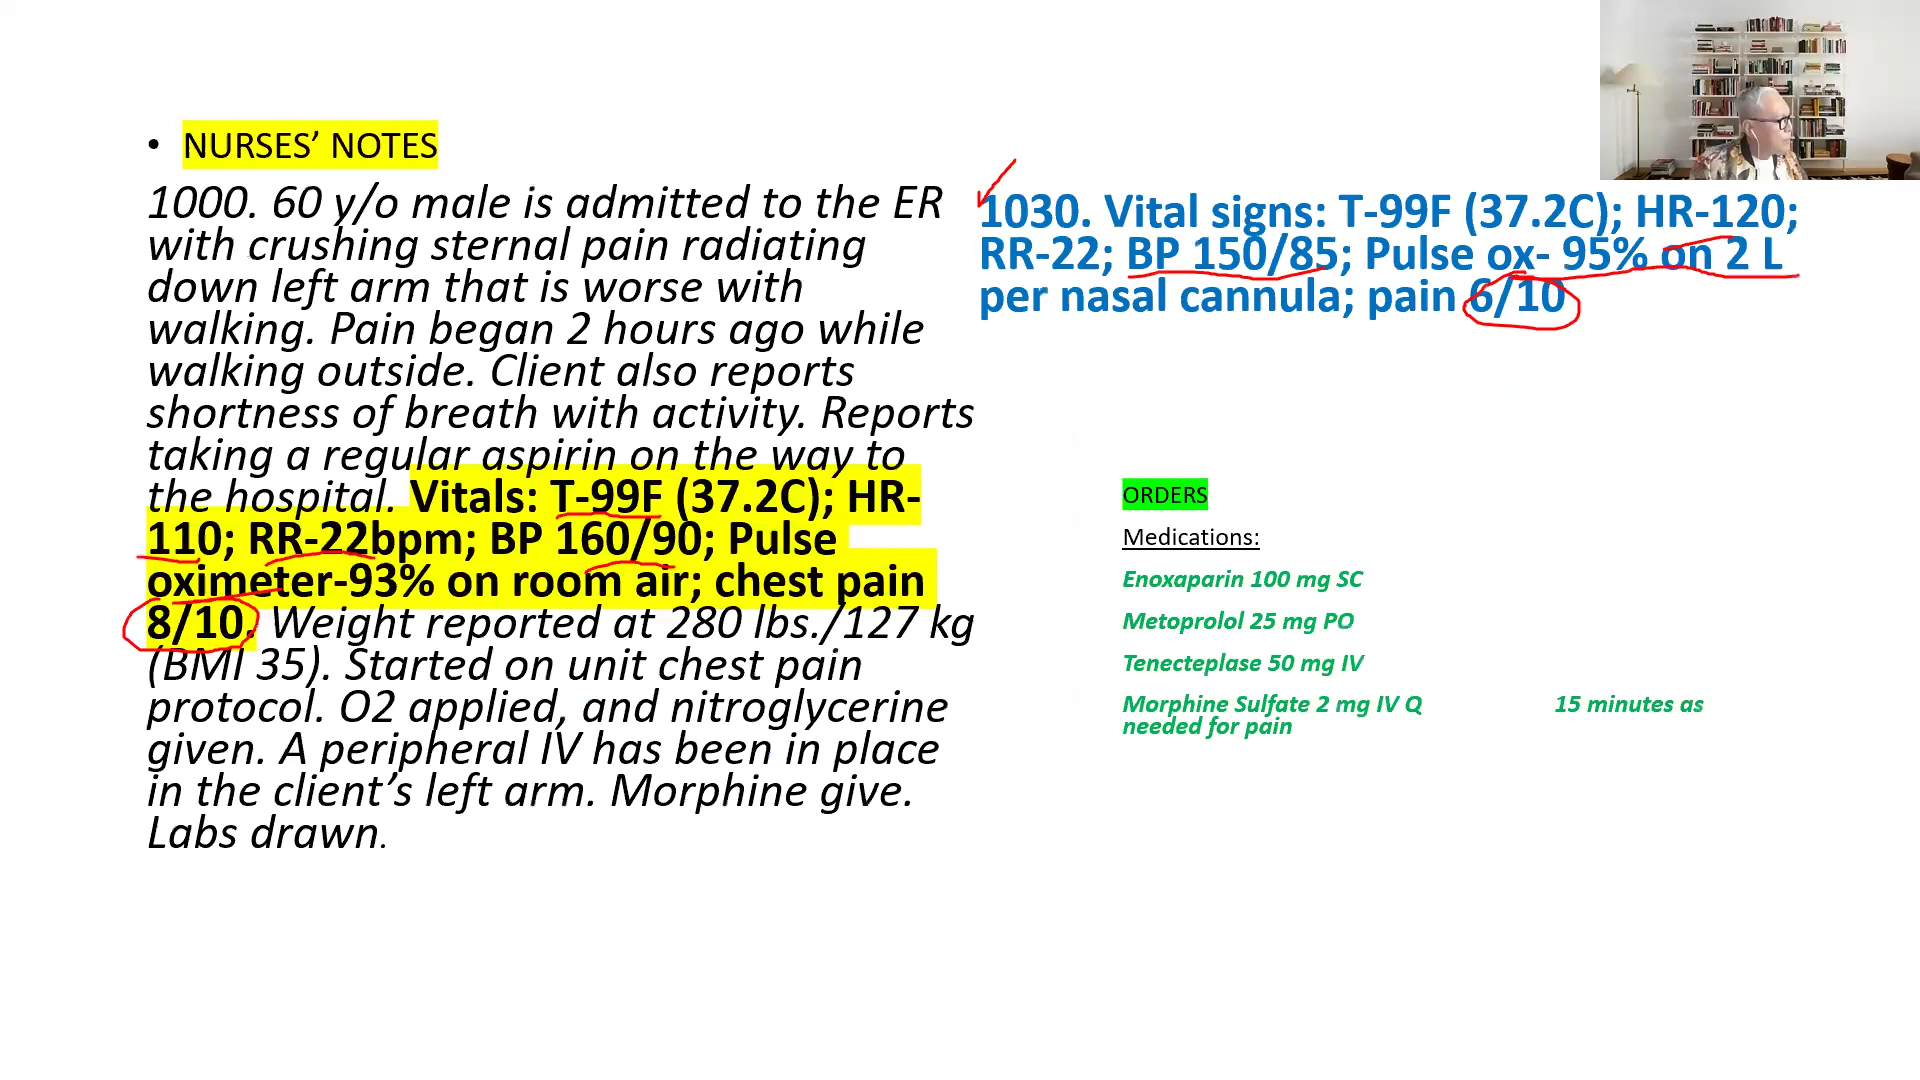 • NURSES’ NOTES
1000. 60 y/o male is admitted to the ER
with crushing sternal pain radiating
down left arm that is worse with
walking. Pain began 2 hours ago while
walking outside. Client also reports
shortness of breath with activity. Reports
taking a regular aspirin on the way to
the hospital. Vitals: T-99F (37.2C); HR-
110; RR-22bpm; BP 160/90; Pulse
oximeter-93% on room air; chest pain
8/10. Weight reported at 280 lbs./127 kg
(BMI 35). Started on unit chest pain
protocol. O2 applied, and nitroglycerine
given. A peripheral IV has been in place
in the client’s left arm. Morphine give.
Labs drawn.
1030. Vital signs: T-99F (37.2C); HR-120;
RR-22; BP 150/85; Pulse ox- 95% on 2 L
per nasal cannula; pain 6/10
ORDERS
Medications:
Enoxaparin 100 mg SC
Metoprolol 25 mg PO
Tenecteplase 50 mg IV
Morphine Sulfate 2 mg IV Q 15 minutes as
needed for pain